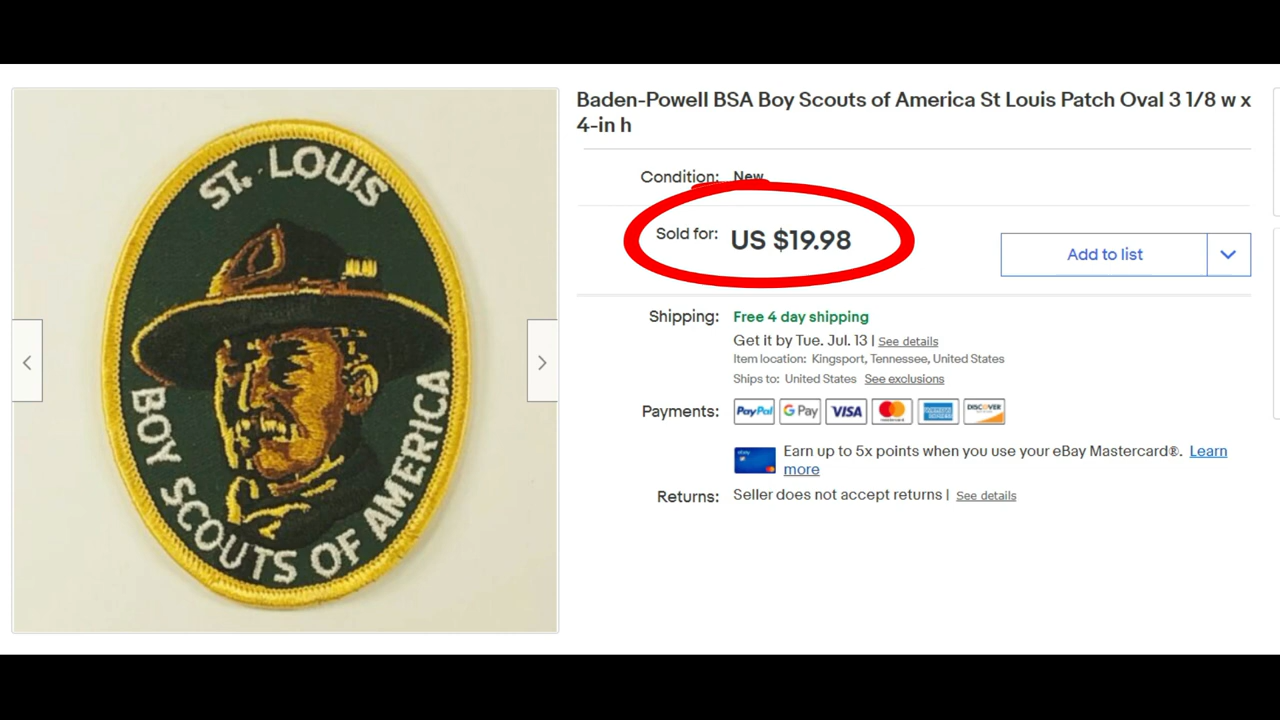 ST. LOUIS
BOY SCOUTS OF AMERICA
Baden-Powell BSA Boy Scouts of America St Louis Patch Oval 3 1/8 w x
4-in h
Condition: New
Sold for: US $19.98
Add to list
Shipping: Free 4 day shipping
Get it by Tue. Jul. 13 | See details
Item location: Kingsport, Tennessee, United States
Ships to: United States See exclusions
Payments: PayPal G Pay VISA mastercard AMERICAN EXPRESS DISCOVER
ebay
Earn up to 5x points when you use your eBay Mastercard®. Learn
more
Returns: Seller does not accept returns | See details